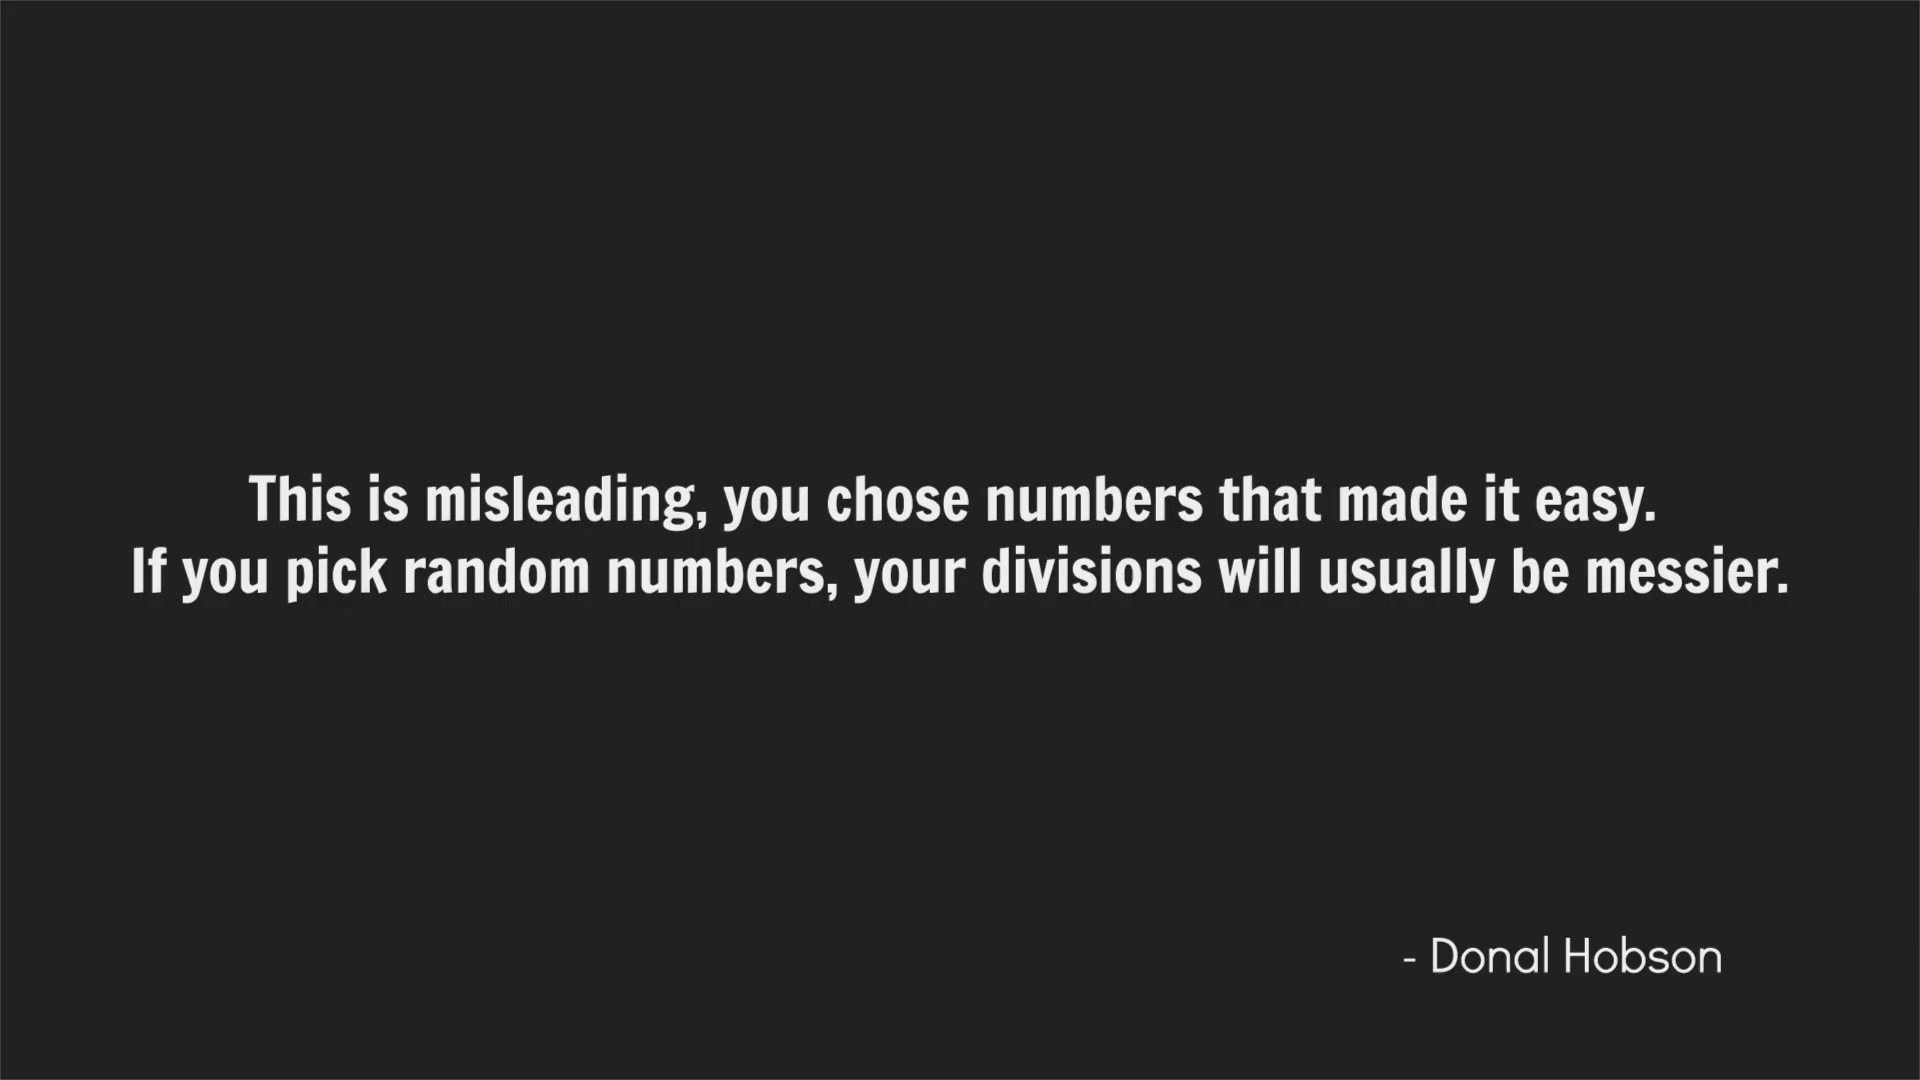 This is misleading, you chose numbers that made it easy.
If you pick random numbers, your divisions will usually be messier.
- Donal Hobson